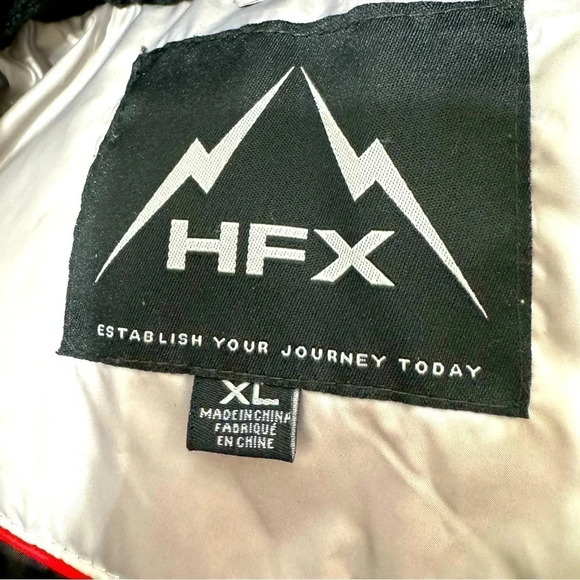 HFX
ESTABLISH YOUR JOURNEY TODAY
XL
MADE IN CHINA
FABRIQUÉ
EN CHINE